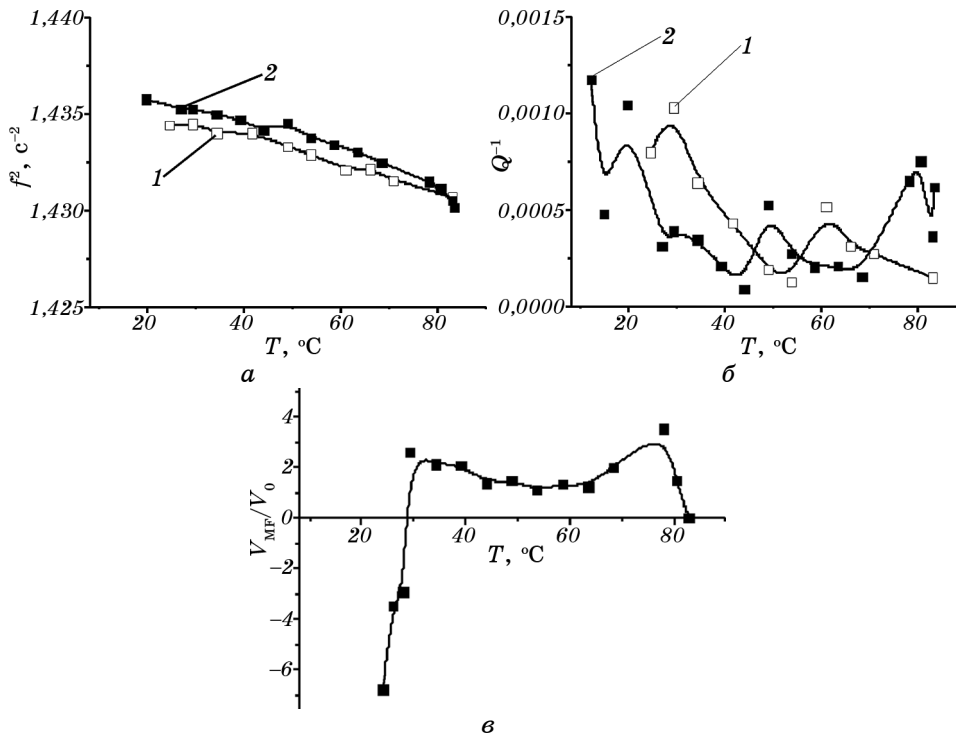 1,440
1,435
1,430
1,425
f², c⁻²
2
1
20 40 60 80
T, °C
а
0,0015
0,0010
0,0005
0,0000
Q⁻¹
2
1
20 40 60 80
T, °C
б
4
2
0
−2
−4
−6
V_MF/V_0
20 40 60 80
T, °C
в